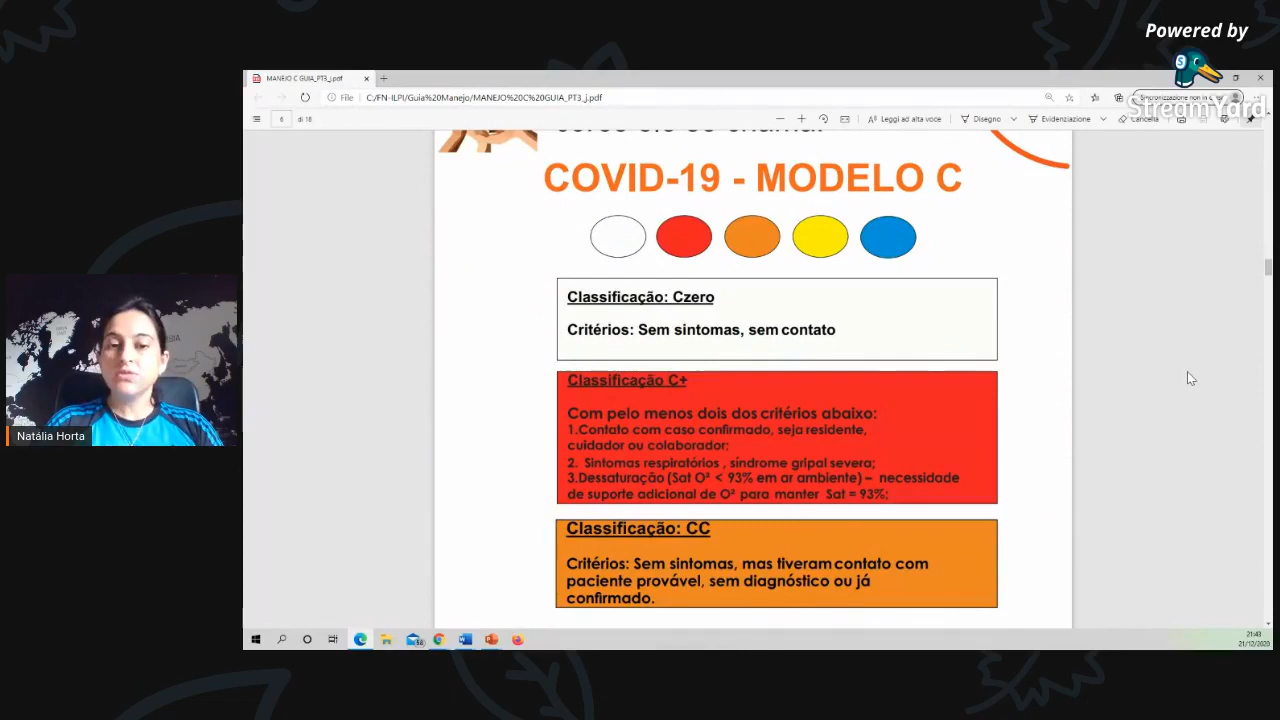 Powered by
StreamYard
MANEJO C GUIA_PT3_j.pdf
File C:/FN-ILPI/Guia%20Manejo/MANEJO%20C%20GUIA_PT3_j.pdf
6 di 18
Leggi ad alta voce
Disegno
Evidenziazione
Cancella
COVID-19 - MODELO C
Classificação: Czero
Critérios: Sem sintomas, sem contato
Classificação C+
Com pelo menos dois dos critérios abaixo:
1.Contato com caso confirmado, seja residente,
cuidador ou colaborador;
2. Sintomas respiratórios , síndrome gripal severa;
3.Dessaturação (Sat O² < 93% em ar ambiente) – necessidade
de suporte adicional de O² para manter Sat = 93%;
Classificação: CC
Critérios: Sem sintomas, mas tiveram contato com
paciente provável, sem diagnóstico ou já
confirmado.
Natália Horta
58
21:43
21/12/2020